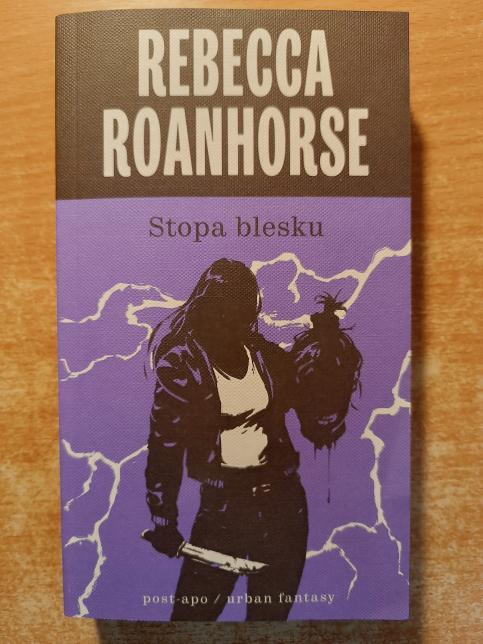 REBECCA
ROANHORSE
Stopa blesku
post-apo / urban fantasy